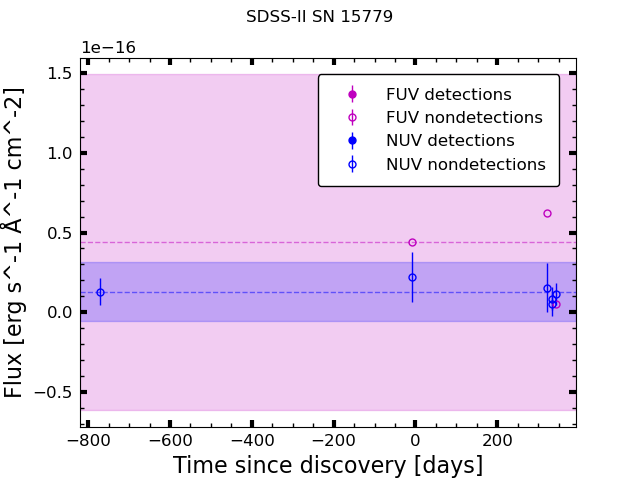 SDSS-II SN 15779
1e−16
1.5
1.0
0.5
0.0
−0.5
Flux [erg s^-1 Å^-1 cm^-2]
FUV detections
FUV nondetections
NUV detections
NUV nondetections
−800 −600 −400 −200 0 200
Time since discovery [days]